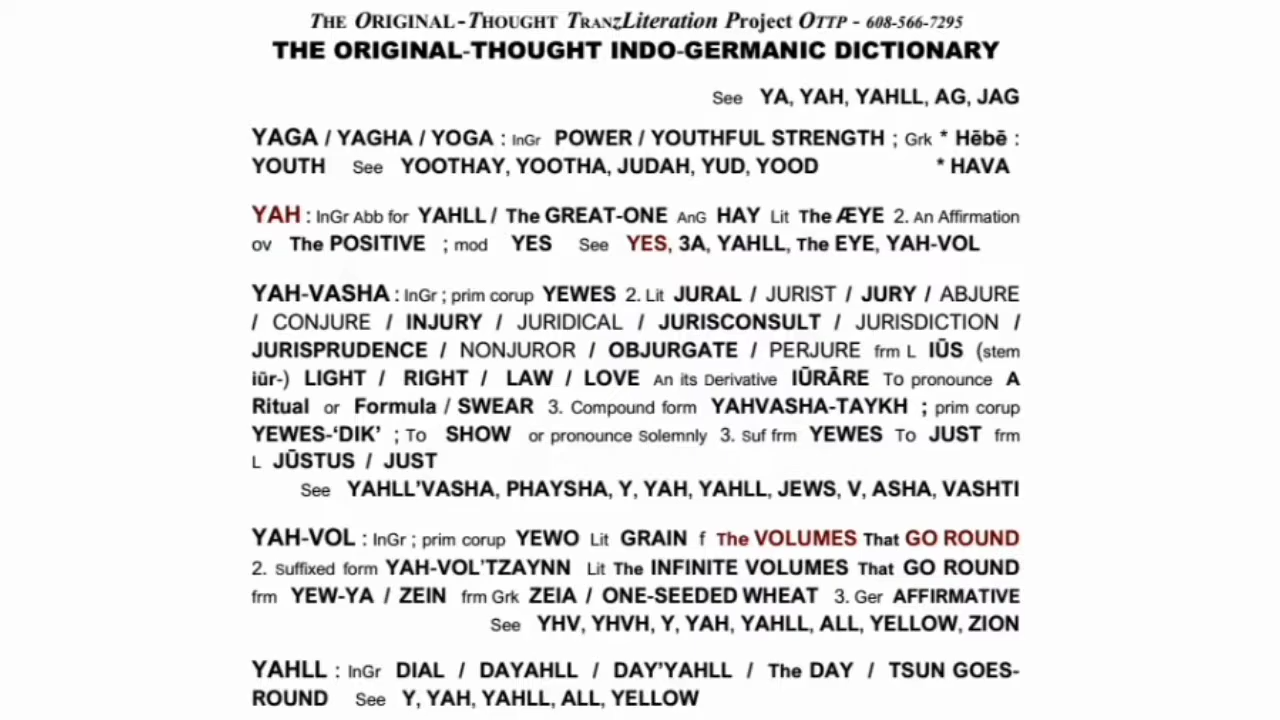 THE ORIGINAL-THOUGHT TRANzLiteration Project OTTP - 608-566-7295
THE ORIGINAL-THOUGHT INDO-GERMANIC DICTIONARY
See YA, YAH, YAHLL, AG, JAG
YAGA / YAGHA / YOGA : InGr POWER / YOUTHFUL STRENGTH ; Grk * Hēbē :
YOUTH See YOOTHAY, YOOTHA, JUDAH, YUD, YOOD * HAVA
YAH : InGr Abb for YAHLL / The GREAT-ONE AnG HAY Lit The ÆYE 2. An Affirmation
ov The POSITIVE ; mod YES See YES, 3A, YAHLL, The EYE, YAH-VOL
YAH-VASHA : InGr ; prim corup YEWES 2. Lit JURAL / JURIST / JURY / ABJURE
/ CONJURE / INJURY / JURIDICAL / JURISCONSULT / JURISDICTION /
JURISPRUDENCE / NONJUROR / OBJURGATE / PERJURE frm L IŪS (stem
iūr-) LIGHT / RIGHT / LAW / LOVE An its Derivative IŪRĀRE To pronounce A
Ritual or Formula / SWEAR 3. Compound form YAHVASHA-TAYKH ; prim corup
YEWES-‘DIK’ ; To SHOW or pronounce Solemnly 3. Suf frm YEWES To JUST frm
L JŪSTUS / JUST
See YAHLL’VASHA, PHAYSHA, Y, YAH, YAHLL, JEWS, V, ASHA, VASHTI
YAH-VOL : InGr ; prim corup YEWO Lit GRAIN f The VOLUMES That GO ROUND
2. Suffixed form YAH-VOL’TZAYNN Lit The INFINITE VOLUMES That GO ROUND
frm YEW-YA / ZEIN frm Grk ZEIA / ONE-SEEDED WHEAT 3. Ger AFFIRMATIVE
See YHV, YHVH, Y, YAH, YAHLL, ALL, YELLOW, ZION
YAHLL : InGr DIAL / DAYAHLL / DAY’YAHLL / The DAY / TSUN GOES-
ROUND See Y, YAH, YAHLL, ALL, YELLOW